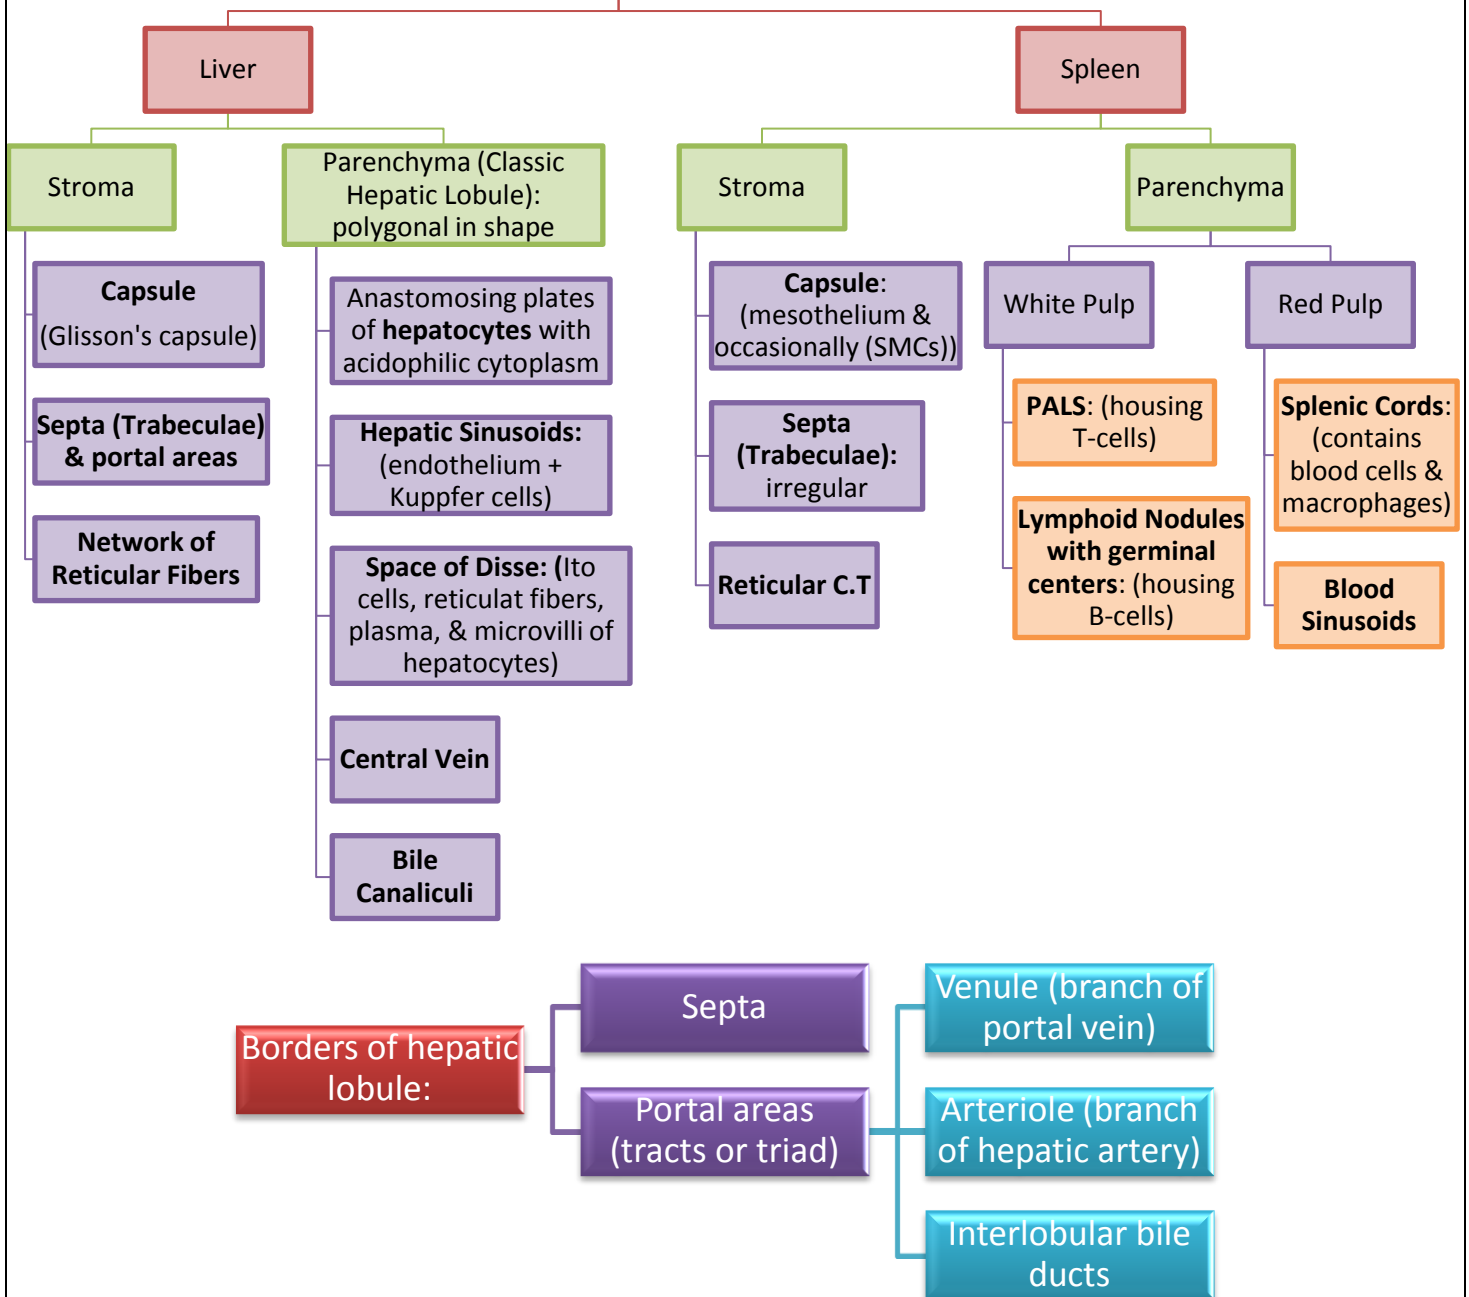 Liver
Spleen
Stroma
Parenchyma (Classic
Hepatic Lobule):
polygonal in shape
Stroma
Parenchyma
Capsule
(Glisson's capsule)
Septa (Trabeculae)
& portal areas
Network of
Reticular Fibers
Anastomosing plates
of hepatocytes with
acidophilic cytoplasm
Hepatic Sinusoids:
(endothelium +
Kuppfer cells)
Space of Disse: (Ito
cells, reticulat fibers,
plasma, & microvilli of
hepatocytes)
Central Vein
Bile
Canaliculi
Capsule:
(mesothelium &
occasionally (SMCs))
Septa
(Trabeculae):
irregular
Reticular C.T
White Pulp
Red Pulp
PALS: (housing
T-cells)
Lymphoid Nodules
with germinal
centers: (housing
B-cells)
Splenic Cords:
(contains
blood cells &
macrophages)
Blood
Sinusoids
Borders of hepatic
lobule:
Septa
Portal areas
(tracts or triad)
Venule (branch of
portal vein)
Arteriole (branch
of hepatic artery)
Interlobular bile
ducts